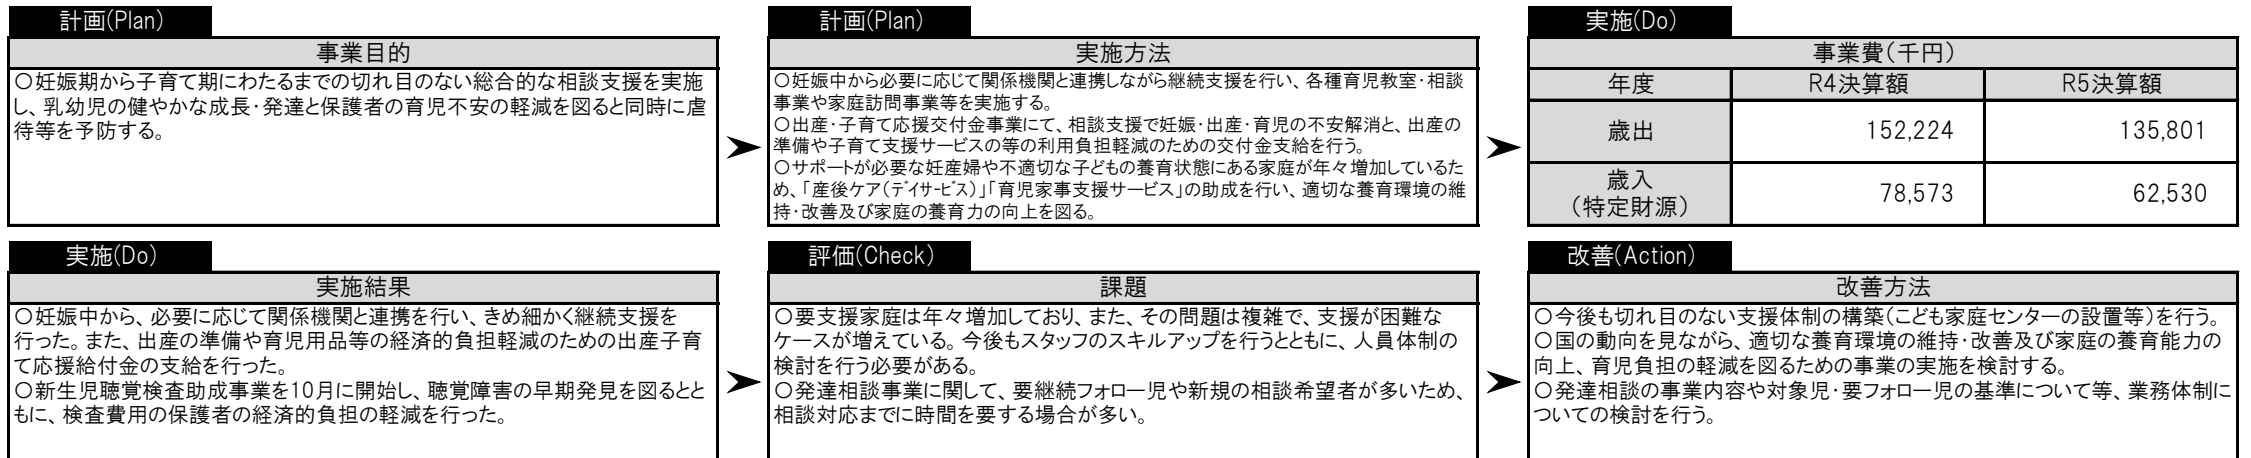 計画(Plan)
事業目的
○妊娠期から子育て期にわたるまでの切れ目のない総合的な相談支援を実施
し、乳幼児の健やかな成長・発達と保護者の育児不安の軽減を図ると同時に虐
待等を予防する。
計画(Plan)
実施方法
○妊娠中から必要に応じて関係機関と連携しながら継続支援を行い、各種育児教室・相談
事業や家庭訪問事業等を実施する。
○出産・子育て応援交付金事業にて、相談支援で妊娠・出産・育児の不安解消と、出産の
準備や子育て支援サービスの等の利用負担軽減のための交付金支給を行う。
○サポートが必要な妊産婦や不適切な子どもの養育状態にある家庭が年々増加しているた
め、「産後ケア(デイサービス)」「育児家事支援サービス」の助成を行い、適切な養育環境の維
持・改善及び家庭の養育力の向上を図る。
実施(Do)
事業費(千円)
年度 R4決算額 R5決算額
歳出 152,224 135,801
歳入
(特定財源) 78,573 62,530
実施(Do)
実施結果
○妊娠中から、必要に応じて関係機関と連携を行い、きめ細かく継続支援を
行った。また、出産の準備や育児用品等の経済的負担軽減のための出産子育
て応援給付金の支給を行った。
○新生児聴覚検査助成事業を10月に開始し、聴覚障害の早期発見を図るとと
もに、検査費用の保護者の経済的負担の軽減を行った。
評価(Check)
課題
○要支援家庭は年々増加しており、また、その問題は複雑で、支援が困難な
ケースが増えている。今後もスタッフのスキルアップを行うとともに、人員体制の
検討を行う必要がある。
○発達相談事業に関して、要継続フォロー児や新規の相談希望者が多いため、
相談対応までに時間を要する場合が多い。
改善(Action)
改善方法
○今後も切れ目のない支援体制の構築(こども家庭センターの設置等)を行う。
○国の動向を見ながら、適切な養育環境の維持・改善及び家庭の養育能力の
向上、育児負担の軽減を図るための事業の実施を検討する。
○発達相談の事業内容や対象児・要フォロー児の基準について等、業務体制に
ついての検討を行う。